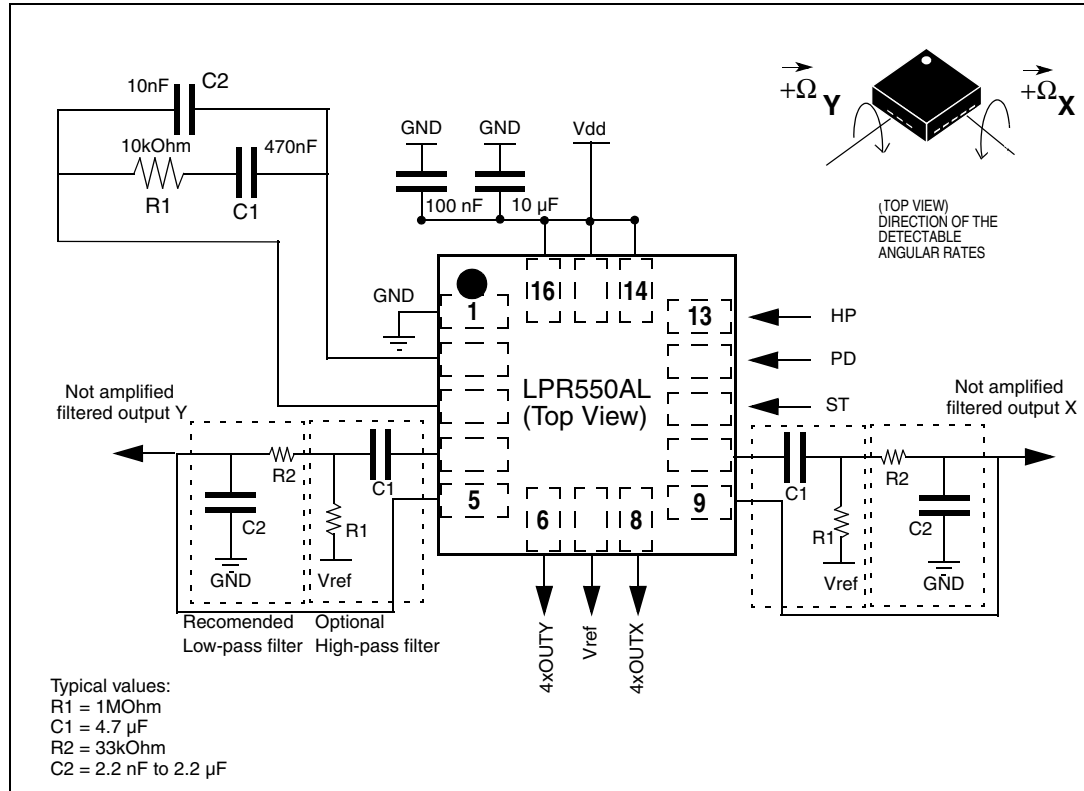 10nF C2
10kOhm 470nF
R1 C1
GND GND Vdd
100 nF 10 µF
+Ω Y +Ω X
(TOP VIEW)
DIRECTION OF THE
DETECTABLE
ANGULAR RATES
GND
1 16 14 13
HP
PD
ST
LPR550AL
(Top View)
Not amplified
filtered output Y
Not amplified
filtered output X
R2 C1
C2 R1
GND Vref
5 6 8 9
C1 R2
R1 C2
Vref GND
Recomended
Low-pass filter
Optional
High-pass filter
4xOUTY
Vref
4xOUTX
Typical values:
R1 = 1MOhm
C1 = 4.7 µF
R2 = 33kOhm
C2 = 2.2 nF to 2.2 µF